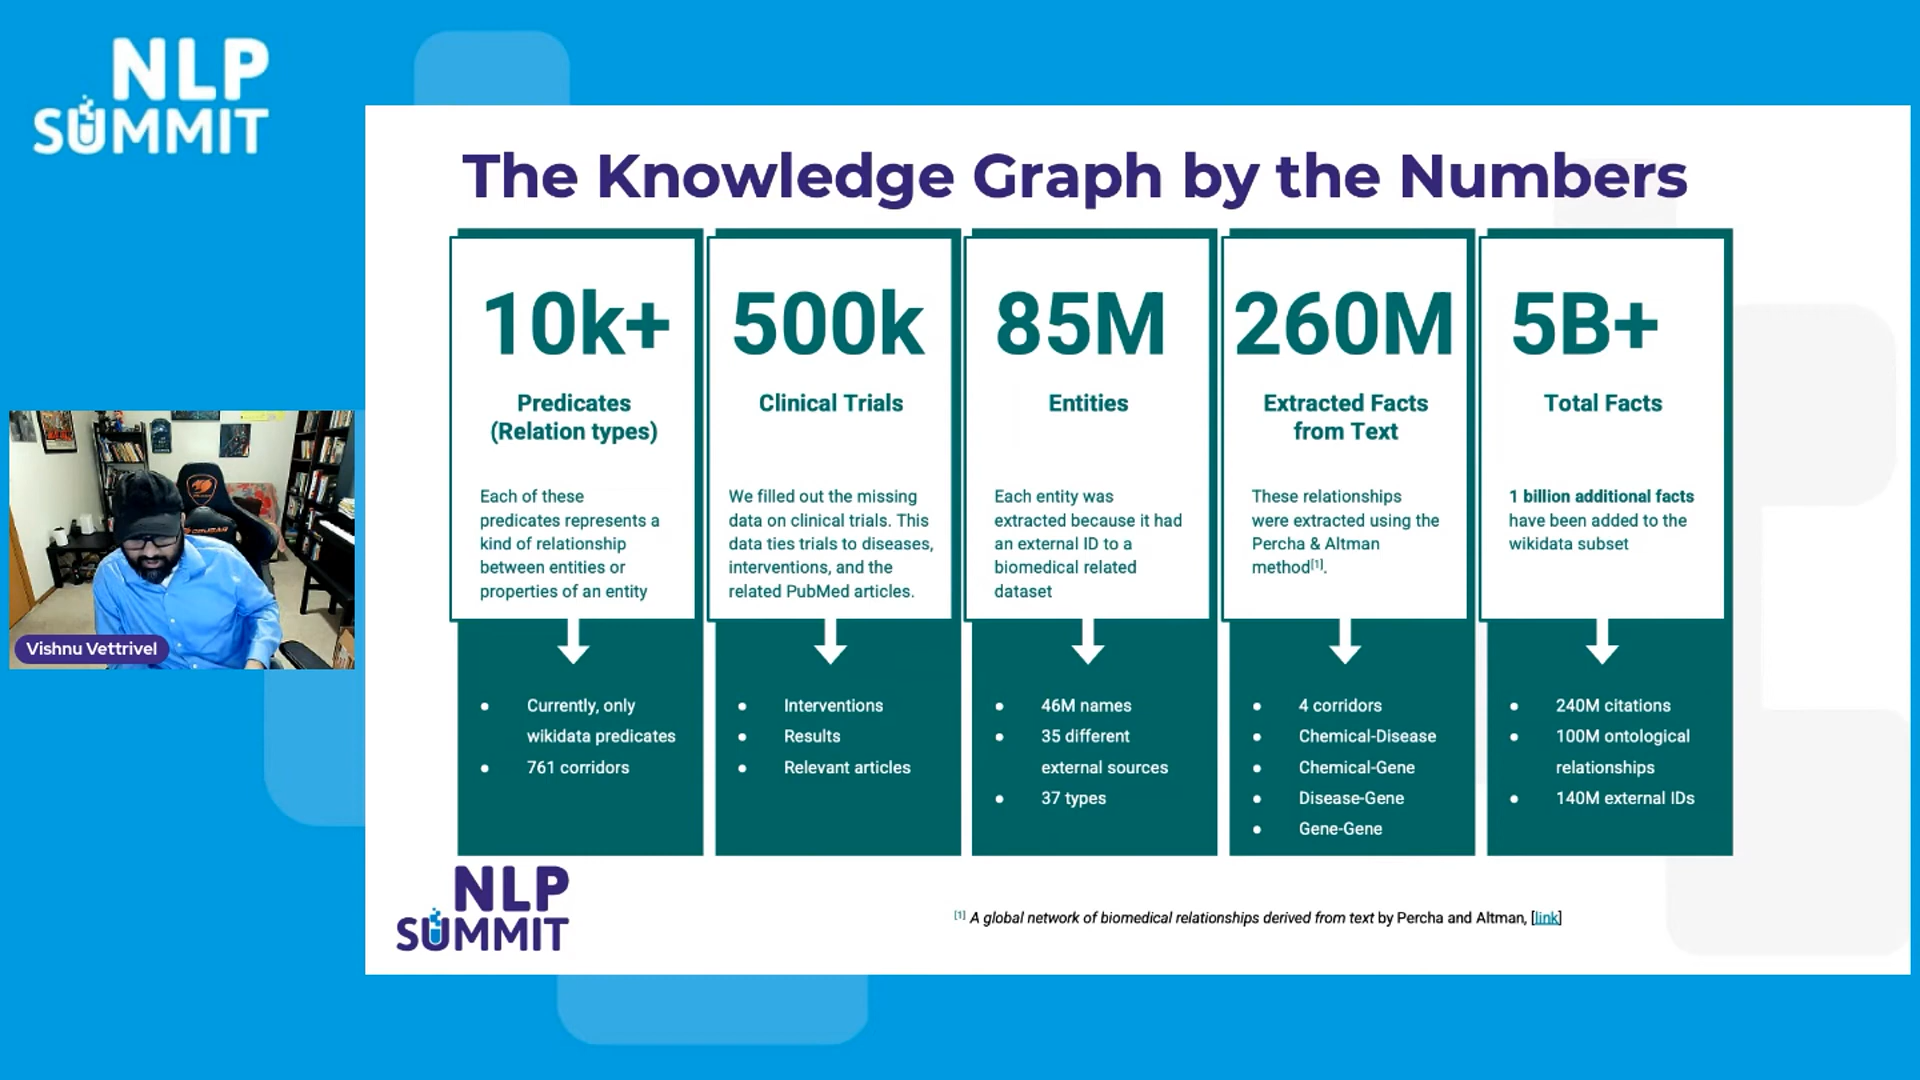 NLP
SUMMIT
The Knowledge Graph by the Numbers
10k+
Predicates
(Relation types)
Each of these
predicates represents a
kind of relationship
between entities or
properties of an entity
• Currently, only
wikidata predicates
• 761 corridors
500k
Clinical Trials
We filled out the missing
data on clinical trials. This
data ties trials to diseases,
interventions, and the
related PubMed articles.
• Interventions
• Results
• Relevant articles
85M
Entities
Each entity was
extracted because it had
an external ID to a
biomedical related
dataset
• 46M names
• 35 different
external sources
• 37 types
260M
Extracted Facts
from Text
These relationships
were extracted using the
Percha & Altman
method[1].
• 4 corridors
• Chemical-Disease
• Chemical-Gene
• Disease-Gene
• Gene-Gene
5B+
Total Facts
1 billion additional facts
have been added to the
wikidata subset
• 240M citations
• 100M ontological
relationships
• 140M external IDs
Vishnu Vettrivel
NLP
SUMMIT
[1] A global network of biomedical relationships derived from text by Percha and Altman, [link]